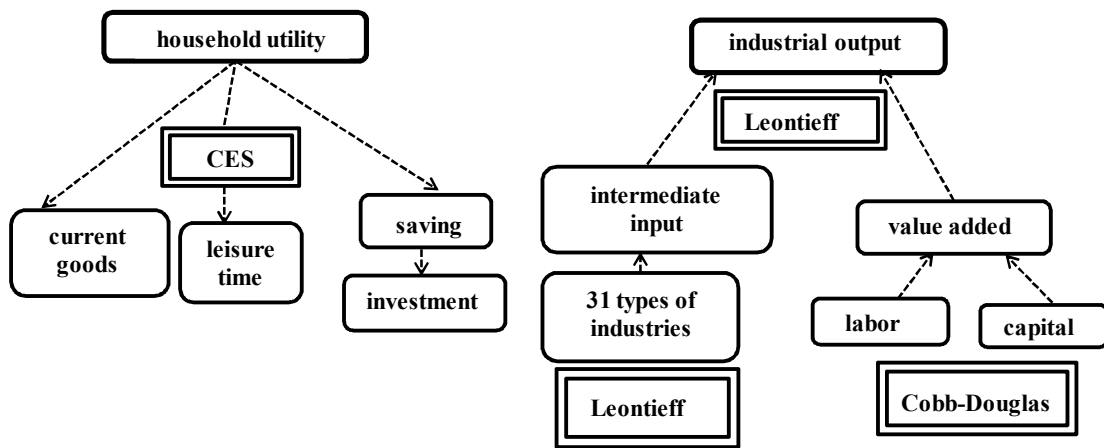 household utility
CES
current
goods
leisure
time
saving
investment
industrial output
Leontieff
intermediate
input
value added
31 types of
industries
labor
capital
Leontieff
Cobb-Douglas